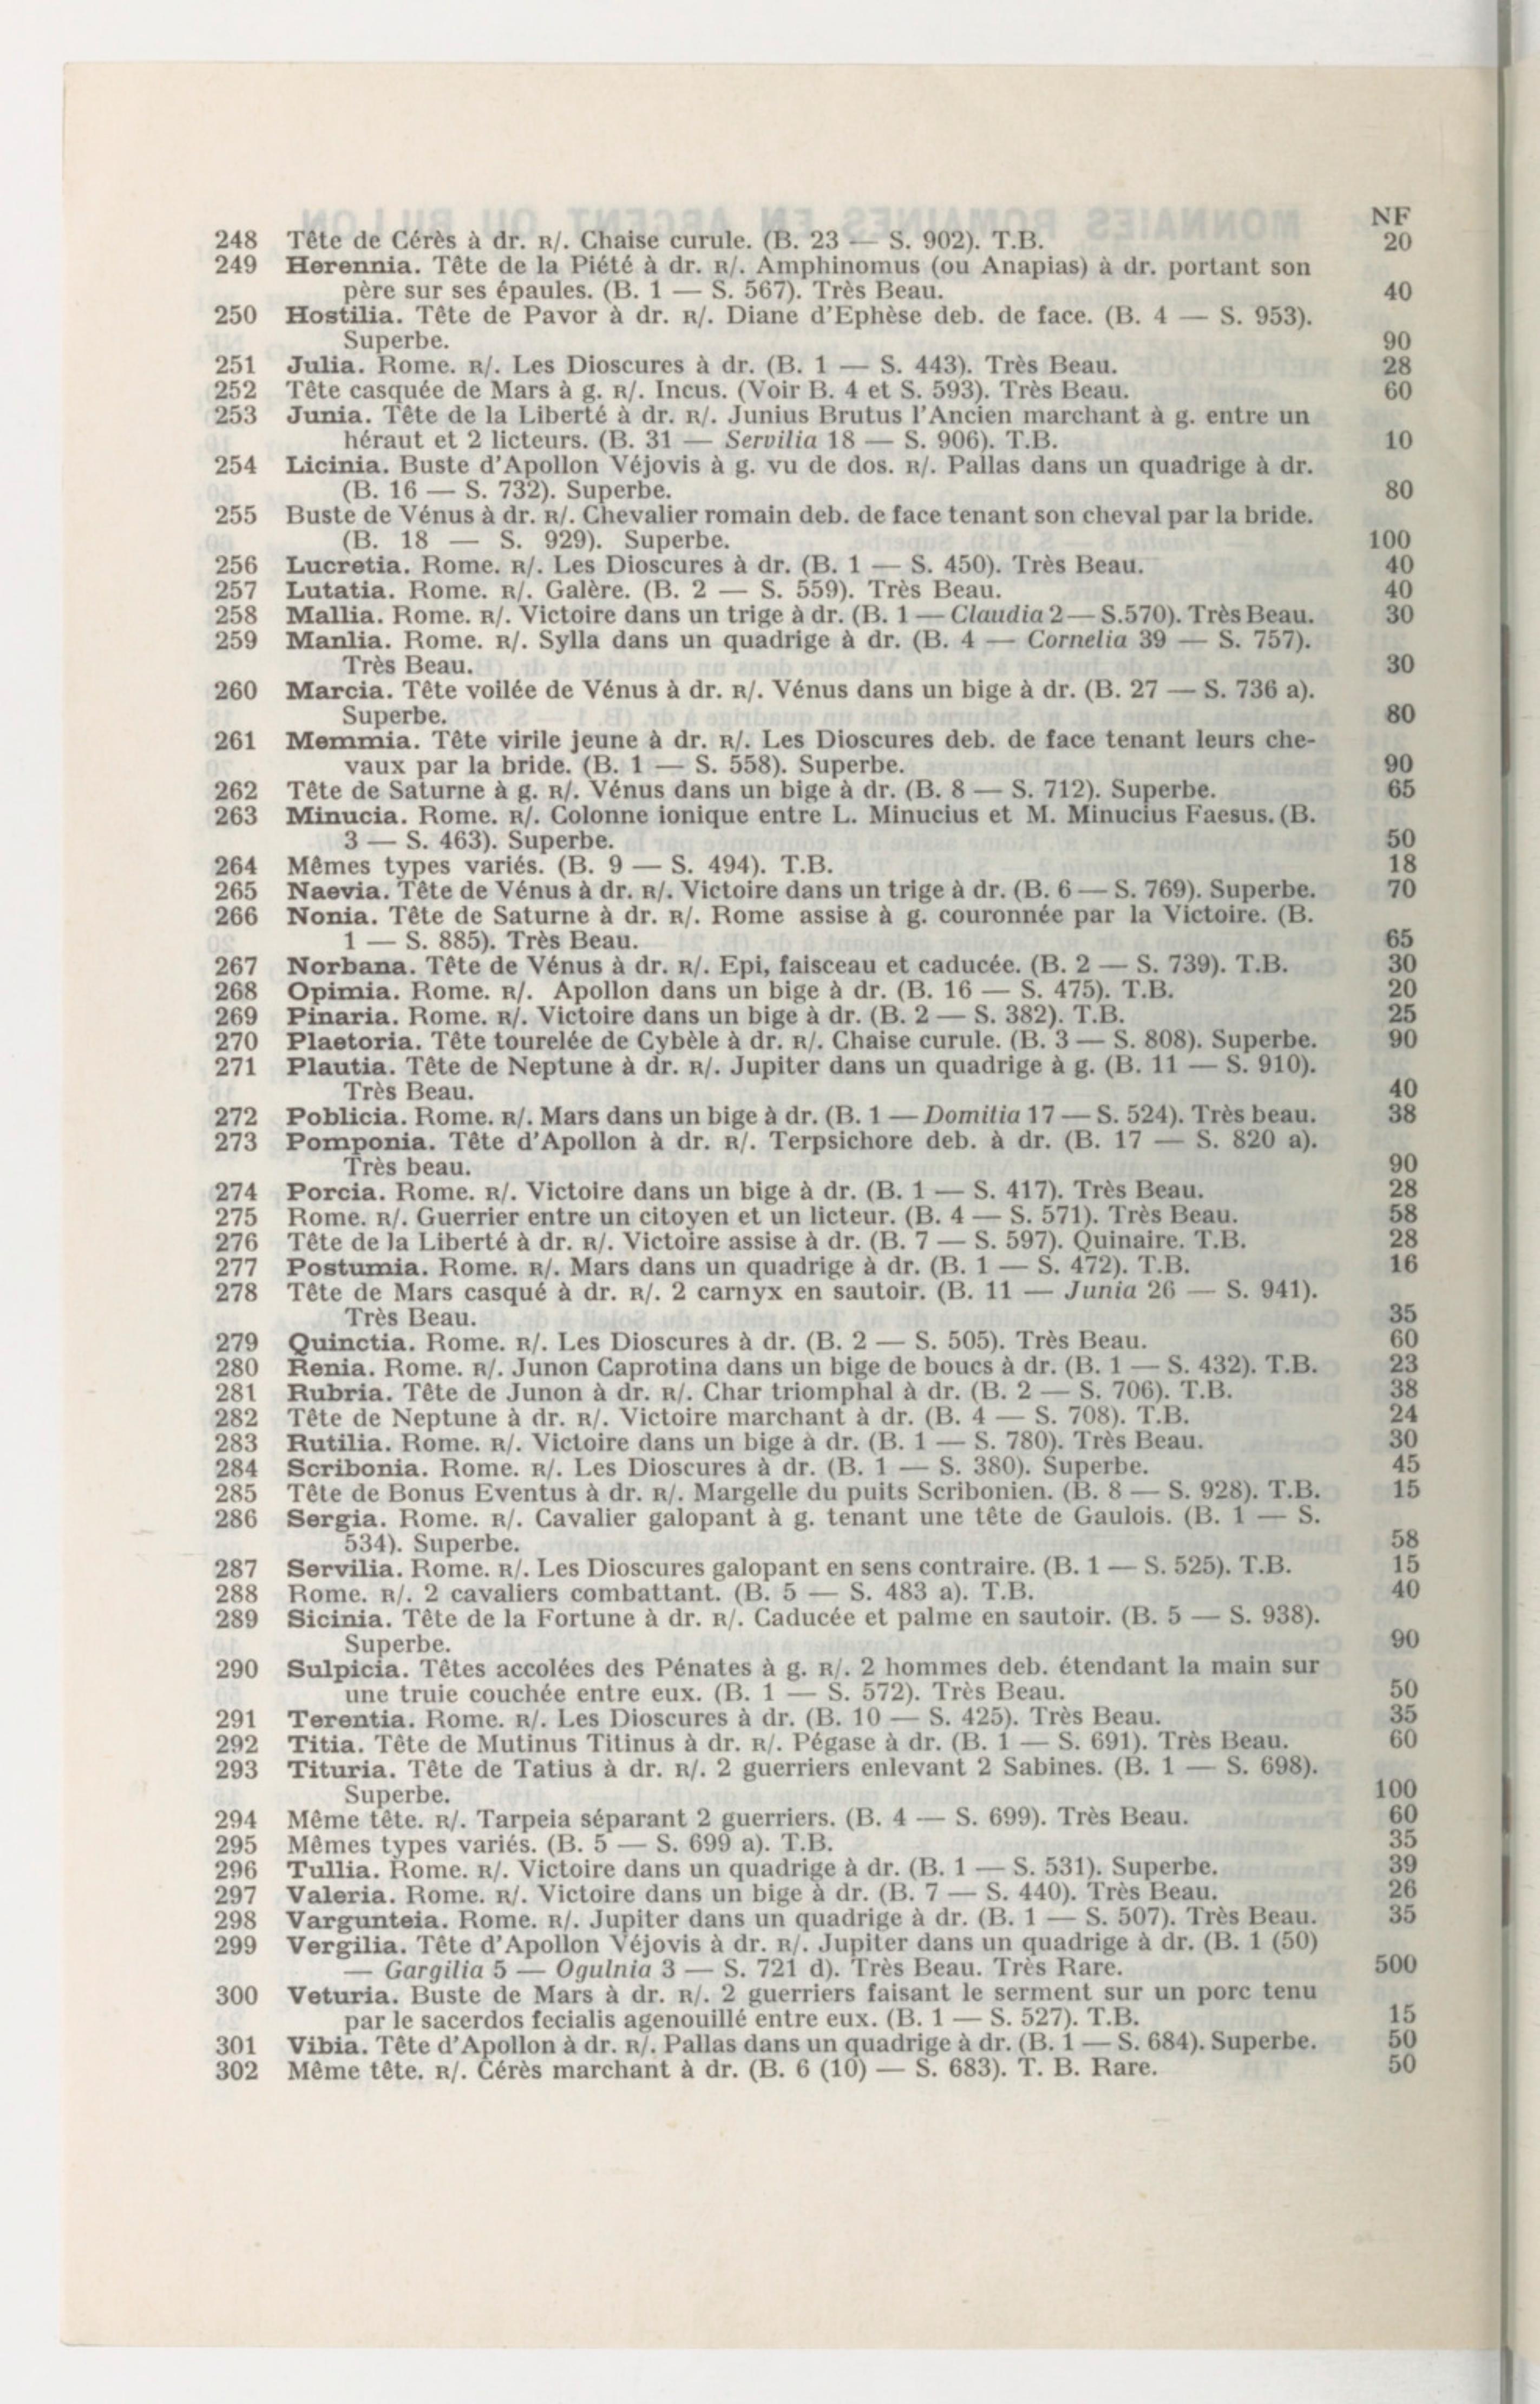 NF
248 Tête de Cérès à dr. R/. Chaise curule. (B. 23 — S. 902). T.B. 20
249 Herennia. Tête de la Piété à dr. R/. Amphinomus (ou Anapias) à dr. portant son
père sur ses épaules. (B. 1 — S. 567). Très Beau. 40
250 Hostilia. Tête de Pavor à dr. R/. Diane d'Ephèse deb. de face. (B. 4 — S. 953).
Superbe. 90
251 Julia. Rome. R/. Les Dioscures à dr. (B. 1 — S. 443). Très Beau. 28
252 Tête casquée de Mars à g. R/. Incus. (Voir B. 4 et S. 593). Très Beau. 60
253 Junia. Tête de la Liberté à dr. R/. Junius Brutus l'Ancien marchant à g. entre un
héraut et 2 licteurs. (B. 31 — Servilia 18 — S. 906). T.B. 10
254 Licinia. Buste d'Apollon Véjovis à g. vu de dos. R/. Pallas dans un quadrige à dr.
(B. 16 — S. 732). Superbe. 80
255 Buste de Vénus à dr. R/. Chevalier romain deb. de face tenant son cheval par la bride.
(B. 18 — S. 929). Superbe. 100
256 Lucretia. Rome. R/. Les Dioscures à dr. (B. 1 — S. 450). Très Beau. 40
257 Lutatia. Rome. R/. Galère. (B. 2 — S. 559). Très Beau. 40
258 Mallia. Rome. R/. Victoire dans un trige à dr. (B. 1 — Claudia 2 — S.570). Très Beau. 30
259 Manlia. Rome. R/. Sylla dans un quadrige à dr. (B. 4 — Cornelia 39 — S. 757).
Très Beau. 30
260 Marcia. Tête voilée de Vénus à dr. R/. Vénus dans un bige à dr. (B. 27 — S. 736 a).
Superbe. 80
261 Memmia. Tête virile jeune à dr. R/. Les Dioscures deb. de face tenant leurs che-
vaux par la bride. (B. 1 — S. 558). Superbe. 90
262 Tête de Saturne à g. R/. Vénus dans un bige à dr. (B. 8 — S. 712). Superbe. 65
263 Minucia. Rome. R/. Colonne ionique entre L. Minucius et M. Minucius Faesus. (B.
3 — S. 463). Superbe. 50
264 Mêmes types variés. (B. 9 — S. 494). T.B. 18
265 Naevia. Tête de Vénus à dr. R/. Victoire dans un trige à dr. (B. 6 — S. 769). Superbe. 70
266 Nonia. Tête de Saturne à dr. R/. Rome assise à g. couronnée par la Victoire. (B.
1 — S. 885). Très Beau. 65
267 Norbana. Tête de Vénus à dr. R/. Epi, faisceau et caducée. (B. 2 — S. 739). T.B. 30
268 Opimia. Rome. R/. Apollon dans un bige à dr. (B. 16 — S. 475). T.B. 20
269 Pinaria. Rome. R/. Victoire dans un bige à dr. (B. 2 — S. 382). T.B. 25
270 Plaetoria. Tête tourelée de Cybèle à dr. R/. Chaise curule. (B. 3 — S. 808). Superbe. 90
271 Plautia. Tête de Neptune à dr. R/. Jupiter dans un quadrige à g. (B. 11 — S. 910).
Très Beau. 40
272 Poblicia. Rome. R/. Mars dans un bige à dr. (B. 1 — Domitia 17 — S. 524). Très beau. 38
273 Pomponia. Tête d'Apollon à dr. R/. Terpsichore deb. à dr. (B. 17 — S. 820 a).
Très beau. 90
274 Porcia. Rome. R/. Victoire dans un bige à dr. (B. 1 — S. 417). Très Beau. 28
275 Rome. R/. Guerrier entre un citoyen et un licteur. (B. 4 — S. 571). Très Beau. 58
276 Tête de la Liberté à dr. R/. Victoire assise à dr. (B. 7 — S. 597). Quinaire. T.B. 28
277 Postumia. Rome. R/. Mars dans un quadrige à dr. (B. 1 — S. 472). T.B. 16
278 Tête de Mars casqué à dr. R/. 2 carnyx en sautoir. (B. 11 — Junia 26 — S. 941).
Très Beau. 35
279 Quinctia. Rome. R/. Les Dioscures à dr. (B. 2 — S. 505). Très Beau. 60
280 Renia. Rome. R/. Junon Caprotina dans un bige de boucs à dr. (B. 1 — S. 432). T.B. 23
281 Rubria. Tête de Junon à dr. R/. Char triomphal à dr. (B. 2 — S. 706). T.B. 38
282 Tête de Neptune à dr. R/. Victoire marchant à dr. (B. 4 — S. 708). T.B. 24
283 Rutilia. Rome. R/. Victoire dans un bige à dr. (B. 1 — S. 780). Très Beau. 30
284 Scribonia. Rome. R/. Les Dioscures à dr. (B. 1 — S. 380). Superbe. 45
285 Tête de Bonus Eventus à dr. R/. Margelle du puits Scribonien. (B. 8 — S. 928). T.B. 15
286 Sergia. Rome. R/. Cavalier galopant à g. tenant une tête de Gaulois. (B. 1 — S.
534). Superbe. 58
287 Servilia. Rome. R/. Les Dioscures galopant en sens contraire. (B. 1 — S. 525). T.B. 15
288 Rome. R/. 2 cavaliers combattant. (B. 5 — S. 483 a). T.B. 40
289 Sicinia. Tête de la Fortune à dr. R/. Caducée et palme en sautoir. (B. 5 — S. 938).
Superbe. 90
290 Sulpicia. Têtes accolées des Pénates à g. R/. 2 hommes deb. étendant la main sur
une truie couchée entre eux. (B. 1 — S. 572). Très Beau. 50
291 Terentia. Rome. R/. Les Dioscures à dr. (B. 10 — S. 425). Très Beau. 35
292 Titia. Tête de Mutinus Titinus à dr. R/. Pégase à dr. (B. 1 — S. 691). Très Beau. 60
293 Tituria. Tête de Tatius à dr. R/. 2 guerriers enlevant 2 Sabines. (B. 1 — S. 698).
Superbe. 100
294 Même tête. R/. Tarpeia séparant 2 guerriers. (B. 4 — S. 699). Très Beau. 60
295 Mêmes types variés. (B. 5 — S. 699 a). T.B. 35
296 Tullia. Rome. R/. Victoire dans un quadrige à dr. (B. 1 — S. 531). Superbe. 39
297 Valeria. Rome. R/. Victoire dans un bige à dr. (B. 7 — S. 440). Très Beau. 26
298 Vargunteia. Rome. R/. Jupiter dans un quadrige à dr. (B. 1 — S. 507). Très Beau. 35
299 Vergilia. Tête d'Apollon Véjovis à dr. R/. Jupiter dans un quadrige à dr. (B. 1 (50)
— Gargilia 5 — Ogulnia 3 — S. 721 d). Très Beau. Très Rare. 500
300 Veturia. Buste de Mars à dr. R/. 2 guerriers faisant le serment sur un porc tenu
par le sacerdos fecialis agenouillé entre eux. (B. 1 — S. 527). T.B. 15
301 Vibia. Tête d'Apollon à dr. R/. Pallas dans un quadrige à dr. (B. 1 — S. 684). Superbe. 50
302 Même tête. R/. Cérès marchant à dr. (B. 6 (10) — S. 683). T. B. Rare. 50